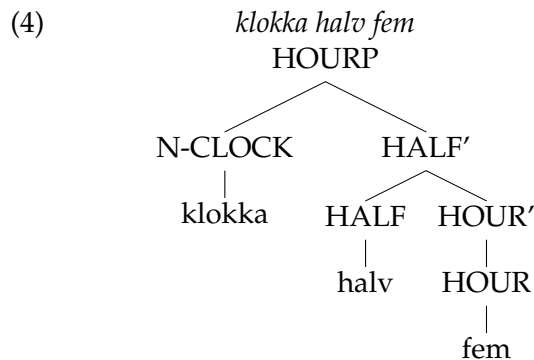 (4) klokka halv fem
HOURP
N-CLOCK HALF’
klokka HALF HOUR’
halv HOUR
fem